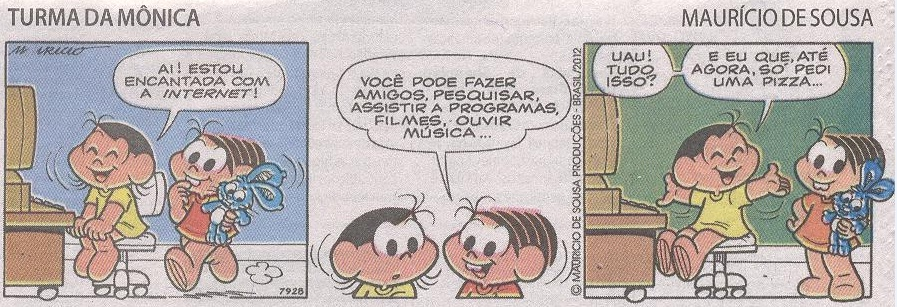 TURMA DA MÔNICA
MAURÍCIO DE SOUSA
AI! ESTOU
ENCANTADA COM
A INTERNET!
7928
VOCÊ PODE FAZER
AMIGOS, PESQUISAR,
ASSISTIR A PROGRAMAS,
FILMES, OUVIR
MÚSICA...
© MAURICIO DE SOUSA PRODUÇÕES - BRASIL/2012
UAU!
TUDO
ISSO?
E EU QUE, ATÉ
AGORA, SÓ PEDI
UMA PIZZA...